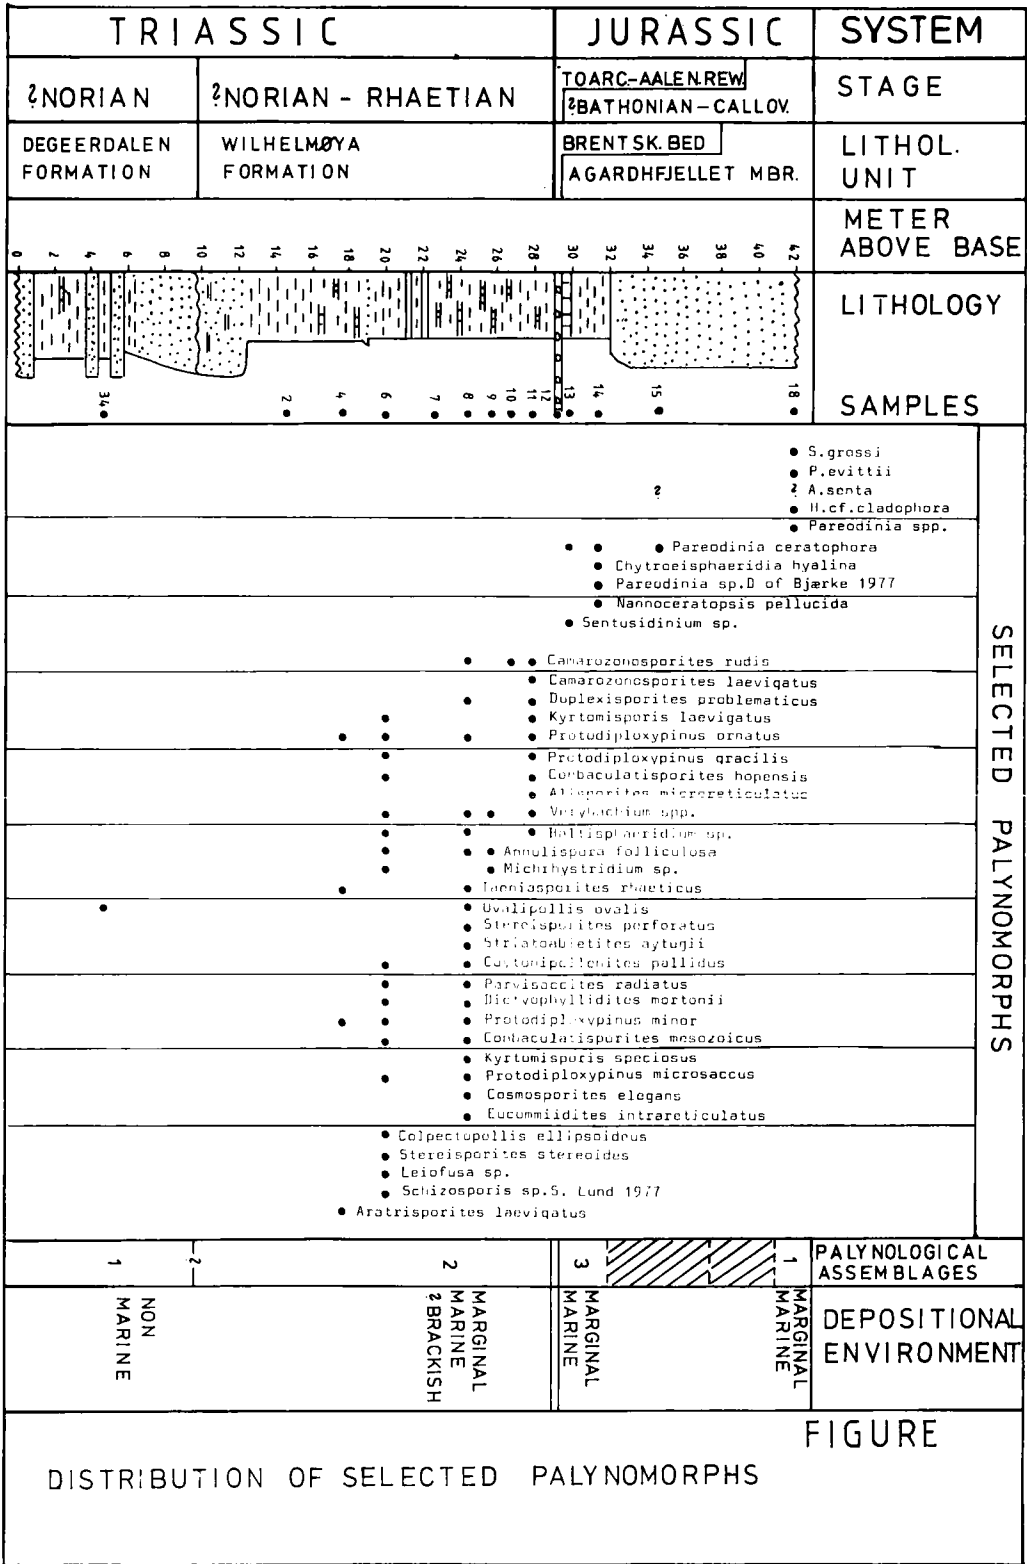 TRIASSIC JURASSIC SYSTEM
?NORIAN ?NORIAN - RHAETIAN TOARC.-AALEN.REW. STAGE
?BATHONIAN-CALLOV.
DEGEERDALEN WILHELMØYA BRENTSK. BED LITHOL.
FORMATION FORMATION AGARDHFJELLET MBR. UNIT
METER
ABOVE BASE
0 2 4 6 8 10 12 14 16 18 20 22 24 26 28 30 32 34 36 38 40 42
LITHOLOGY
34 2 4 6 7 8 9 10 11 12 13 14 15 18 SAMPLES
S.grossi
P.evittii
? ? A.senta
H.cf.cladophora
Pareodinia spp.
Pareodinia ceratophora
Chytroeisphaeridia hyalina
Pareodinia sp.D of Bjærke 1977
Nannoceratopsis pellucida
Sentusidinium sp.
Camarozonosporites rudis
Camarozonosporites laevigatus
Duplexisporites problematicus
Kyrtomisporis laevigatus
Protodiploxypinus ornatus
Protodiploxypinus gracilis
Conbaculatisporites hopensis
Alisporites microreticulatus
Veryhachium spp.
Baltisphaeridium sp.
Annulispora folliculosa
Michrhystridium sp.
Taeniasporites rhaeticus
Ovalipollis ovalis
Stereisporites perforatus
Striatoabietites aytugii
Custonipollenites pallidus
Parvisaccites radiatus
Dictyophyllidites mortonii
Protodiploxypinus minor
Conbaculatisporites mesozoicus
Kyrtomisporis speciosus
Protodiploxypinus microsaccus
Cosmosporites elegans
Eucommiidites intrareticulatus
Colpectopollis ellipsoideus
Stereisporites stereoides
Leiofusa sp.
Schizosporis sp.S. Lund 1977
Aratrisporites laevigatus
SELECTED PALYNOMORPHS
1 ? 2 3 1 PALYNOLOGICAL
ASSEMBLAGES
NON
MARINE
MARGINAL
MARINE
?BRACKISH
MARGINAL
MARINE
MARGINAL
MARINE
DEPOSITIONAL
ENVIRONMENT
FIGURE
DISTRIBUTION OF SELECTED PALYNOMORPHS